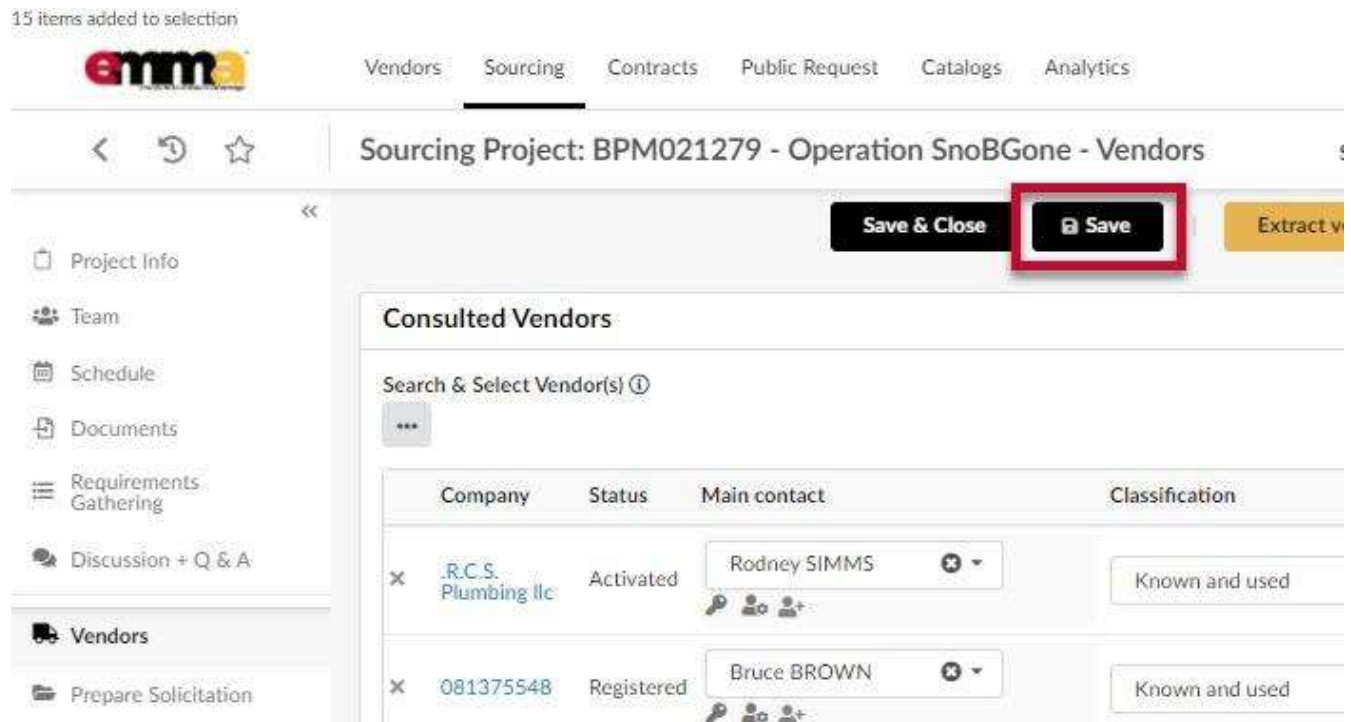 15 items added to selection
emma
Vendors Sourcing Contracts Public Request Catalogs Analytics
Sourcing Project: BPM021279 - Operation SnoBGone - Vendors
Save & Close Save Extract
Project Info
Team
Schedule
Documents
Requirements
Gathering
Discussion + Q & A
Vendors
Prepare Solicitation
Consulted Vendors
Search & Select Vendor(s)
Company Status Main contact Classification
.R.C.S.
Plumbing llc Activated Rodney SIMMS Known and used
081375548 Registered Bruce BROWN Known and used